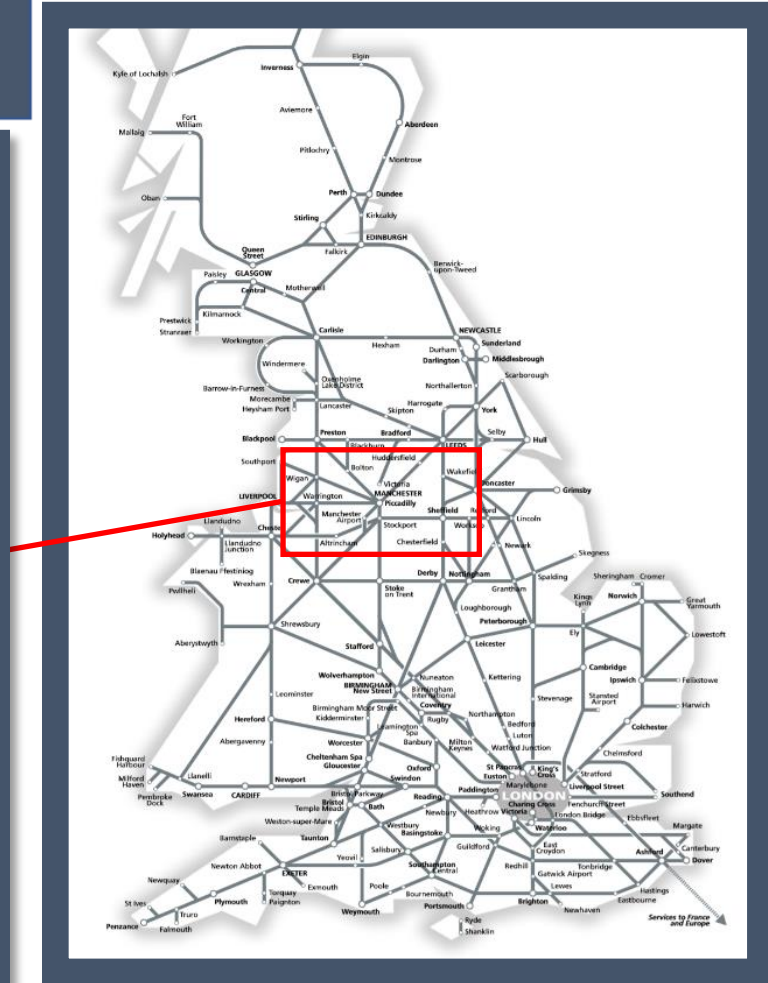 Elgin
Inverness
Kyle of Lochalsh
Aviemore
Fort
William
Mallaig
Aberdeen
Pitlochry
Montrose
Perth
Dundee
Oban
Stirling
Kirkcaldy
EDINBURGH
Falkirk
Queen
Street
GLASGOW
Central
Paisley
Motherwell
Berwick-
upon-Tweed
Kilmarnock
Prestwick
Stranraer
Carlisle
NEWCASTLE
Sunderland
Workington
Hexham
Durham
Darlington
Middlesbrough
Windermere
Scarborough
Oxenholme
Lake District
Northallerton
Barrow-in-Furness
Morecambe
Heysham Port
Lancaster
Harrogate
Skipton
York
Blackpool
Preston
Bradford
Selby
LEEDS
Hull
Blackburn
Southport
Bolton
Huddersfield
Wakefield
Wigan
Victoria
MANCHESTER
Piccadilly
Doncaster
Grimsby
LIVERPOOL
Warrington
Manchester
Airport
Stockport
Sheffield
Retford
Worksop
Lincoln
Llandudno
Holyhead
Llandudno
Junction
Chester
Altrincham
Chesterfield
Newark
Skegness
Blaenau Ffestiniog
Pwllheli
Wrexham
Crewe
Stoke
on Trent
Derby
Nottingham
Grantham
Spalding
Sheringham
Cromer
Kings
Lynn
Norwich
Great
Yarmouth
Loughborough
Peterborough
Aberystwyth
Shrewsbury
Stafford
Leicester
Ely
Lowestoft
Wolverhampton
BIRMINGHAM
New Street
Nuneaton
Birmingham
International
Kettering
Cambridge
Ipswich
Felixstowe
Leominster
Birmingham Moor Street
Kidderminster
Coventry
Rugby
Northampton
Stevenage
Stansted
Airport
Harwich
Hereford
Leamington
Spa
Bedford
Colchester
Abergavenny
Worcester
Banbury
Milton
Keynes
Luton
Watford Junction
Chelmsford
Cheltenham Spa
Gloucester
Oxford
St Pancras
Euston
King's
Cross
Stratford
Fishguard
Harbour
Milford
Haven
Pembroke
Dock
Llanelli
Swansea
CARDIFF
Newport
Bristol Parkway
Swindon
Paddington
Marylebone
Liverpool Street
LONDON
Bristol
Temple Meads
Bath
Reading
Charing Cross
Fenchurch Street
Southend
Weston-super-Mare
Newbury
Heathrow
Victoria
London Bridge
Ebbsfleet
Margate
Barnstaple
Taunton
Westbury
Basingstoke
Woking
Waterloo
Canterbury
Yeovil
Salisbury
Guildford
East
Croydon
Ashford
Dover
Newton Abbot
EXETER
Southampton
Central
Redhill
Tonbridge
Gatwick Airport
Newquay
Exmouth
Poole
Lewes
Hastings
St Ives
Truro
Plymouth
Torquay
Paignton
Bournemouth
Eastbourne
Weymouth
Portsmouth
Brighton
Newhaven
Penzance
Falmouth
Ryde
Shanklin
Services to France
and Europe